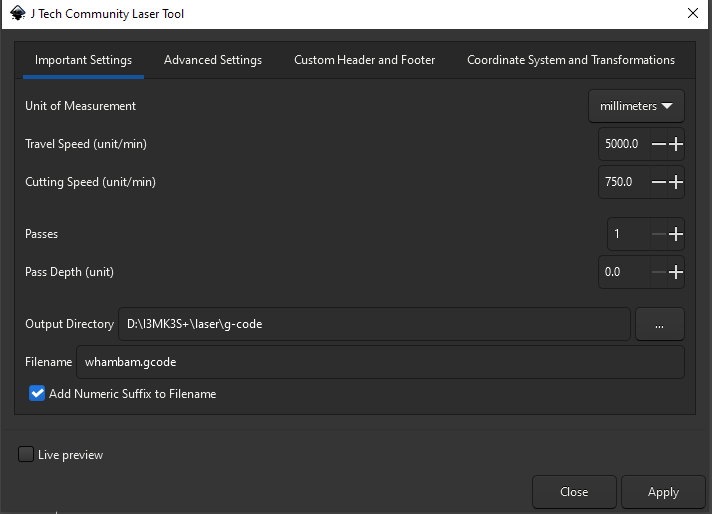 J Tech Community Laser Tool
Important Settings Advanced Settings Custom Header and Footer Coordinate System and Transformations
Unit of Measurement millimeters
Travel Speed (unit/min) 5000.0
Cutting Speed (unit/min) 750.0
Passes 1
Pass Depth (unit) 0.0
Output Directory D:\I3MK3S+\laser\g-code ...
Filename whambam.gcode
Add Numeric Suffix to Filename
Live preview
Close Apply